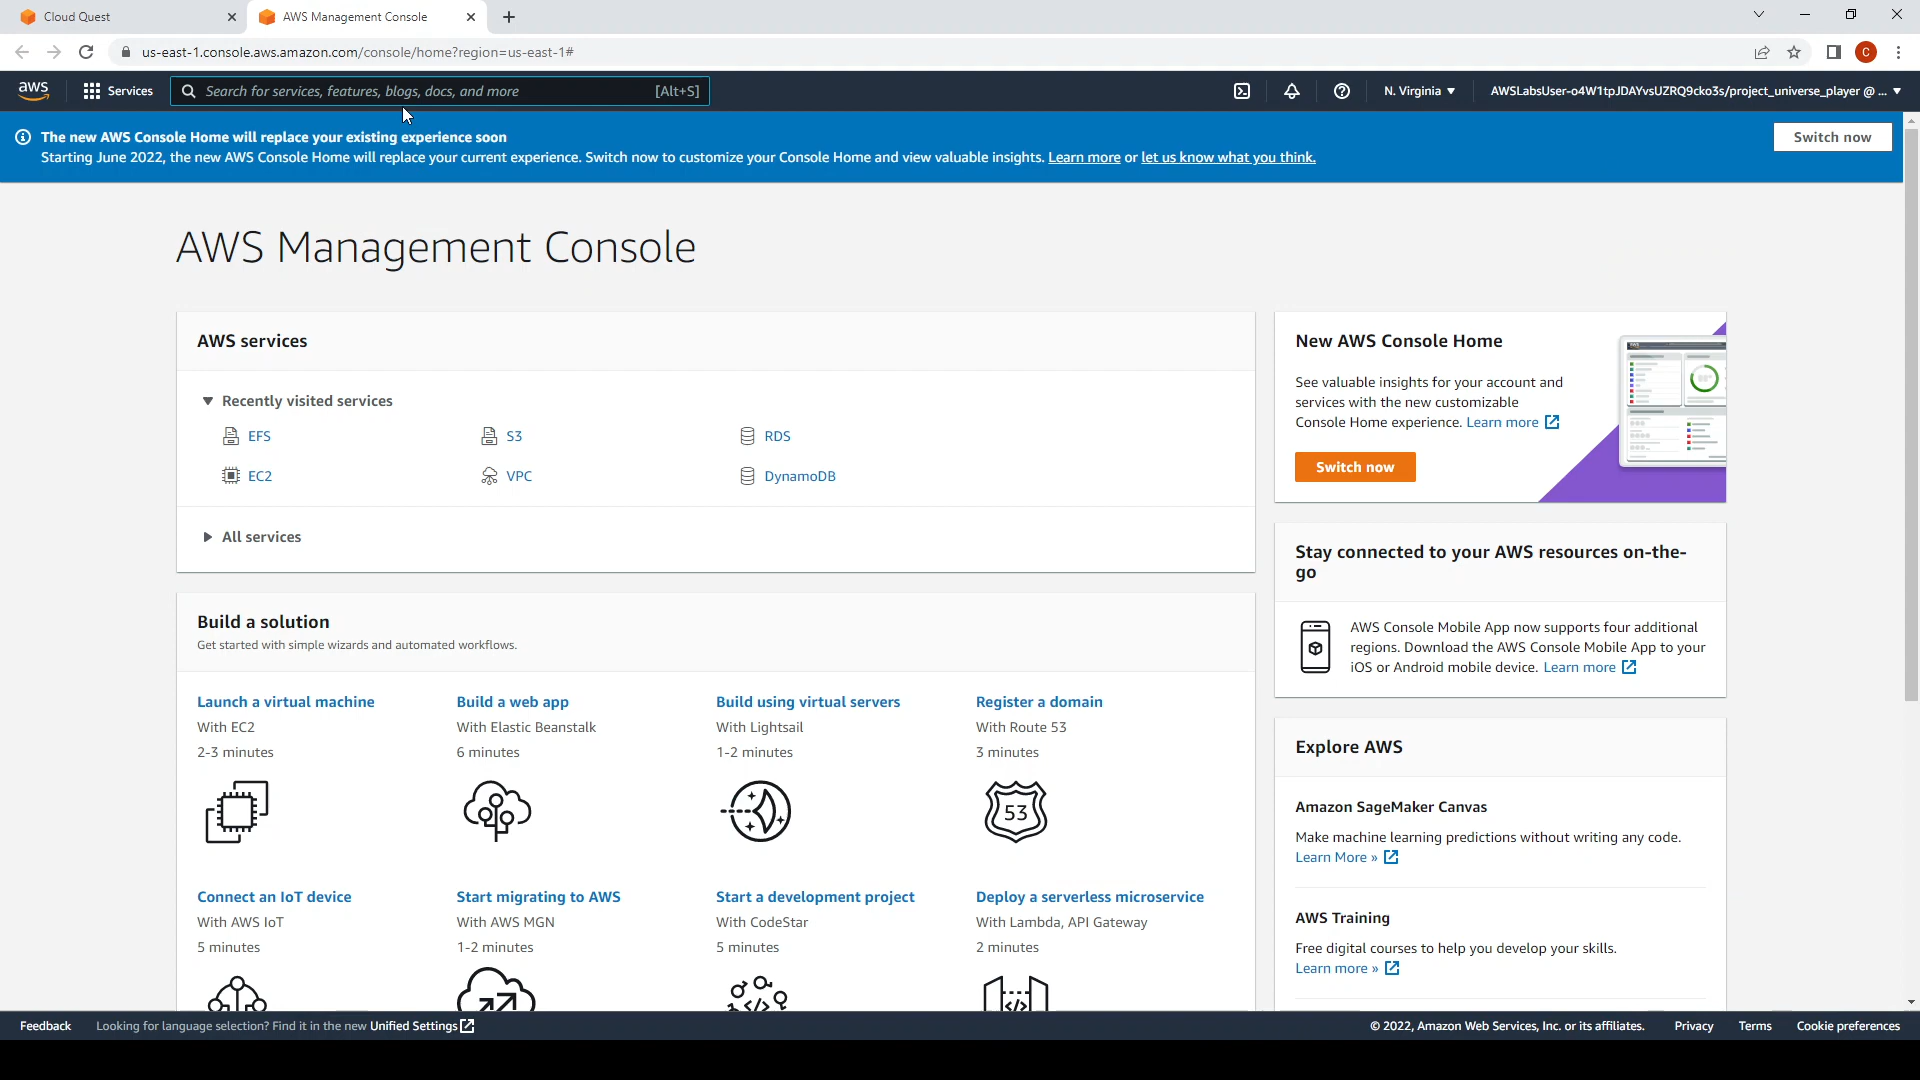 Cloud Quest
AWS Management Console
us-east-1.console.aws.amazon.com/console/home?region=us-east-1#
C
aws
Services
Search for services, features, blogs, docs, and more
[Alt+S]
N. Virginia
AWSLabsUser-o4W1tpJDAYvsUZRQ9cko3s/project_universe_player @ ...
The new AWS Console Home will replace your existing experience soon
Starting June 2022, the new AWS Console Home will replace your current experience. Switch now to customize your Console Home and view valuable insights. Learn more or let us know what you think.
Switch now
AWS Management Console
AWS services
Recently visited services
EFS
S3
RDS
EC2
VPC
DynamoDB
All services
Build a solution
Get started with simple wizards and automated workflows.
Launch a virtual machine
With EC2
2-3 minutes
Build a web app
With Elastic Beanstalk
6 minutes
Build using virtual servers
With Lightsail
1-2 minutes
Register a domain
With Route 53
3 minutes
53
Connect an IoT device
With AWS IoT
5 minutes
Start migrating to AWS
With AWS MGN
1-2 minutes
Start a development project
With CodeStar
5 minutes
Deploy a serverless microservice
With Lambda, API Gateway
2 minutes
New AWS Console Home
See valuable insights for your account and
services with the new customizable
Console Home experience. Learn more
Switch now
Stay connected to your AWS resources on-the-
go
AWS Console Mobile App now supports four additional
regions. Download the AWS Console Mobile App to your
iOS or Android mobile device. Learn more
Explore AWS
Amazon SageMaker Canvas
Make machine learning predictions without writing any code.
Learn More »
AWS Training
Free digital courses to help you develop your skills.
Learn more »
Feedback
Looking for language selection? Find it in the new Unified Settings
© 2022, Amazon Web Services, Inc. or its affiliates.
Privacy
Terms
Cookie preferences